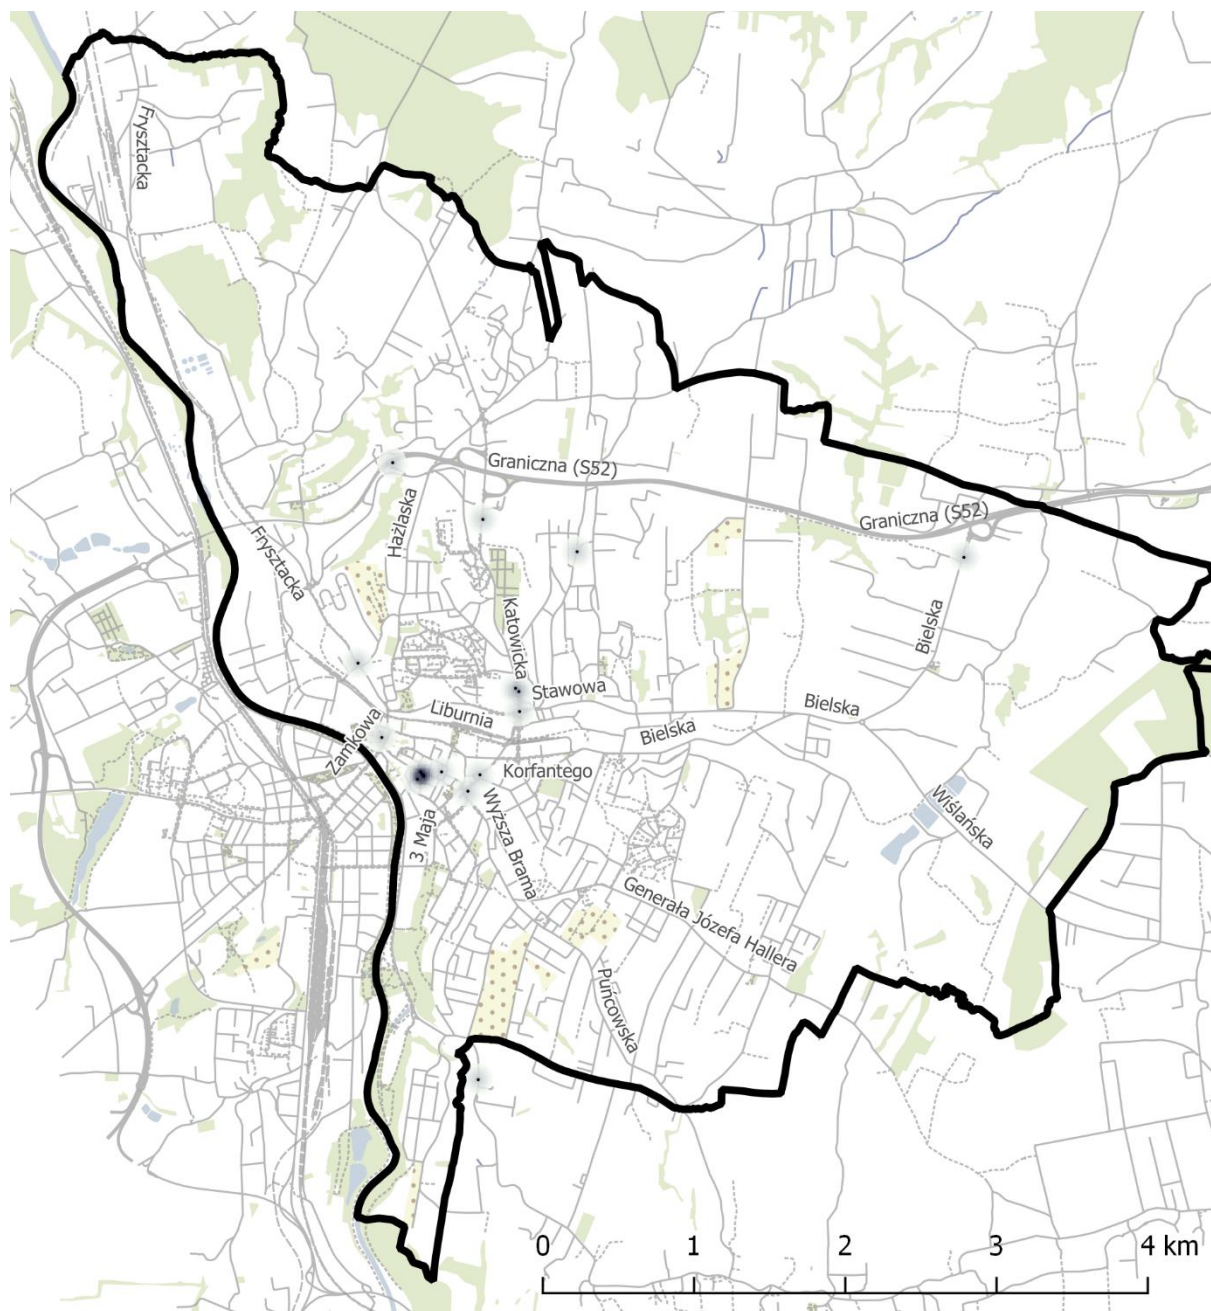 Frysztacka
Graniczna (S52)
Haźlaska
Graniczna (S52)
Frysztacka
Katowicka
Bielska
Stawowa
Zamkowa
Liburnia
Bielska
Bielska
Korfantego
3 Maja
Wyższa Brama
Wiślańska
Generała Józefa Hallera
Puńcowska
0 1 2 3 4 km